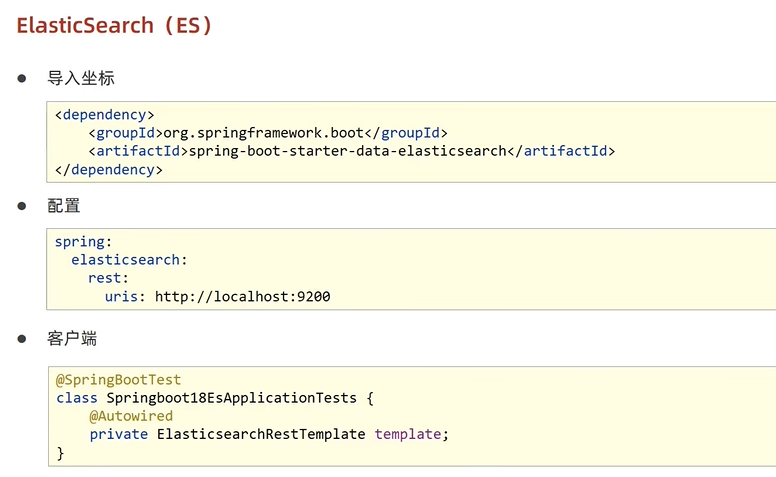 ElasticSearch（ES）
● 导入坐标
<dependency>
    <groupId>org.springframework.boot</groupId>
    <artifactId>spring-boot-starter-data-elasticsearch</artifactId>
</dependency>
● 配置
spring:
  elasticsearch:
    rest:
      uris: http://localhost:9200
● 客户端
@SpringBootTest
class Springboot18EsApplicationTests {
    @Autowired
    private ElasticsearchRestTemplate template;
}